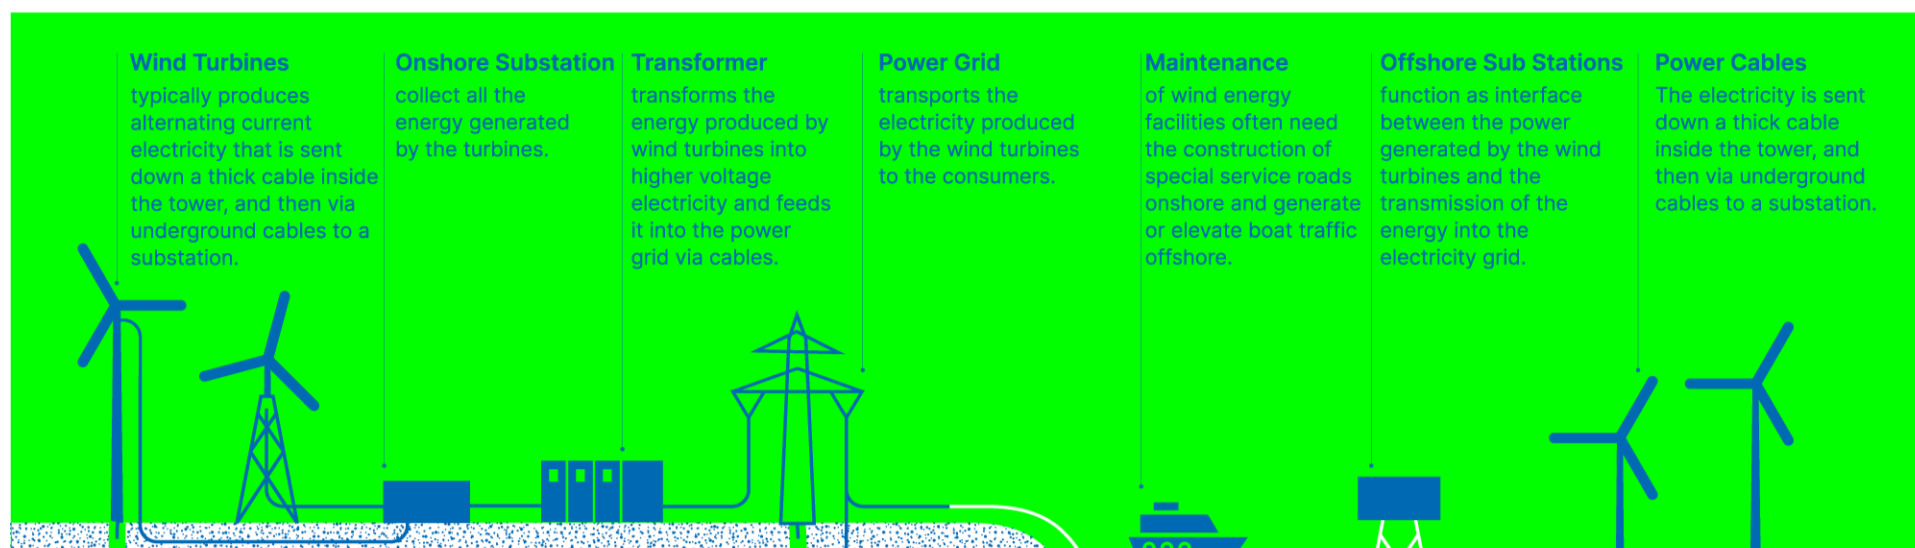 Wind Turbines
typically produces
alternating current
electricity that is sent
down a thick cable inside
the tower, and then via
underground cables to a
substation.
Onshore Substation
collect all the
energy generated
by the turbines.
Transformer
transforms the
energy produced by
wind turbines into
higher voltage
electricity and feeds
it into the power
grid via cables.
Power Grid
transports the
electricity produced
by the wind turbines
to the consumers.
Maintenance
of wind energy
facilities often need
the construction of
special service roads
onshore and generate
or elevate boat traffic
offshore.
Offshore Sub Stations
function as interface
between the power
generated by the wind
turbines and the
transmission of the
energy into the
electricity grid.
Power Cables
The electricity is sent
down a thick cable
inside the tower, and
then via underground
cables to a substation.